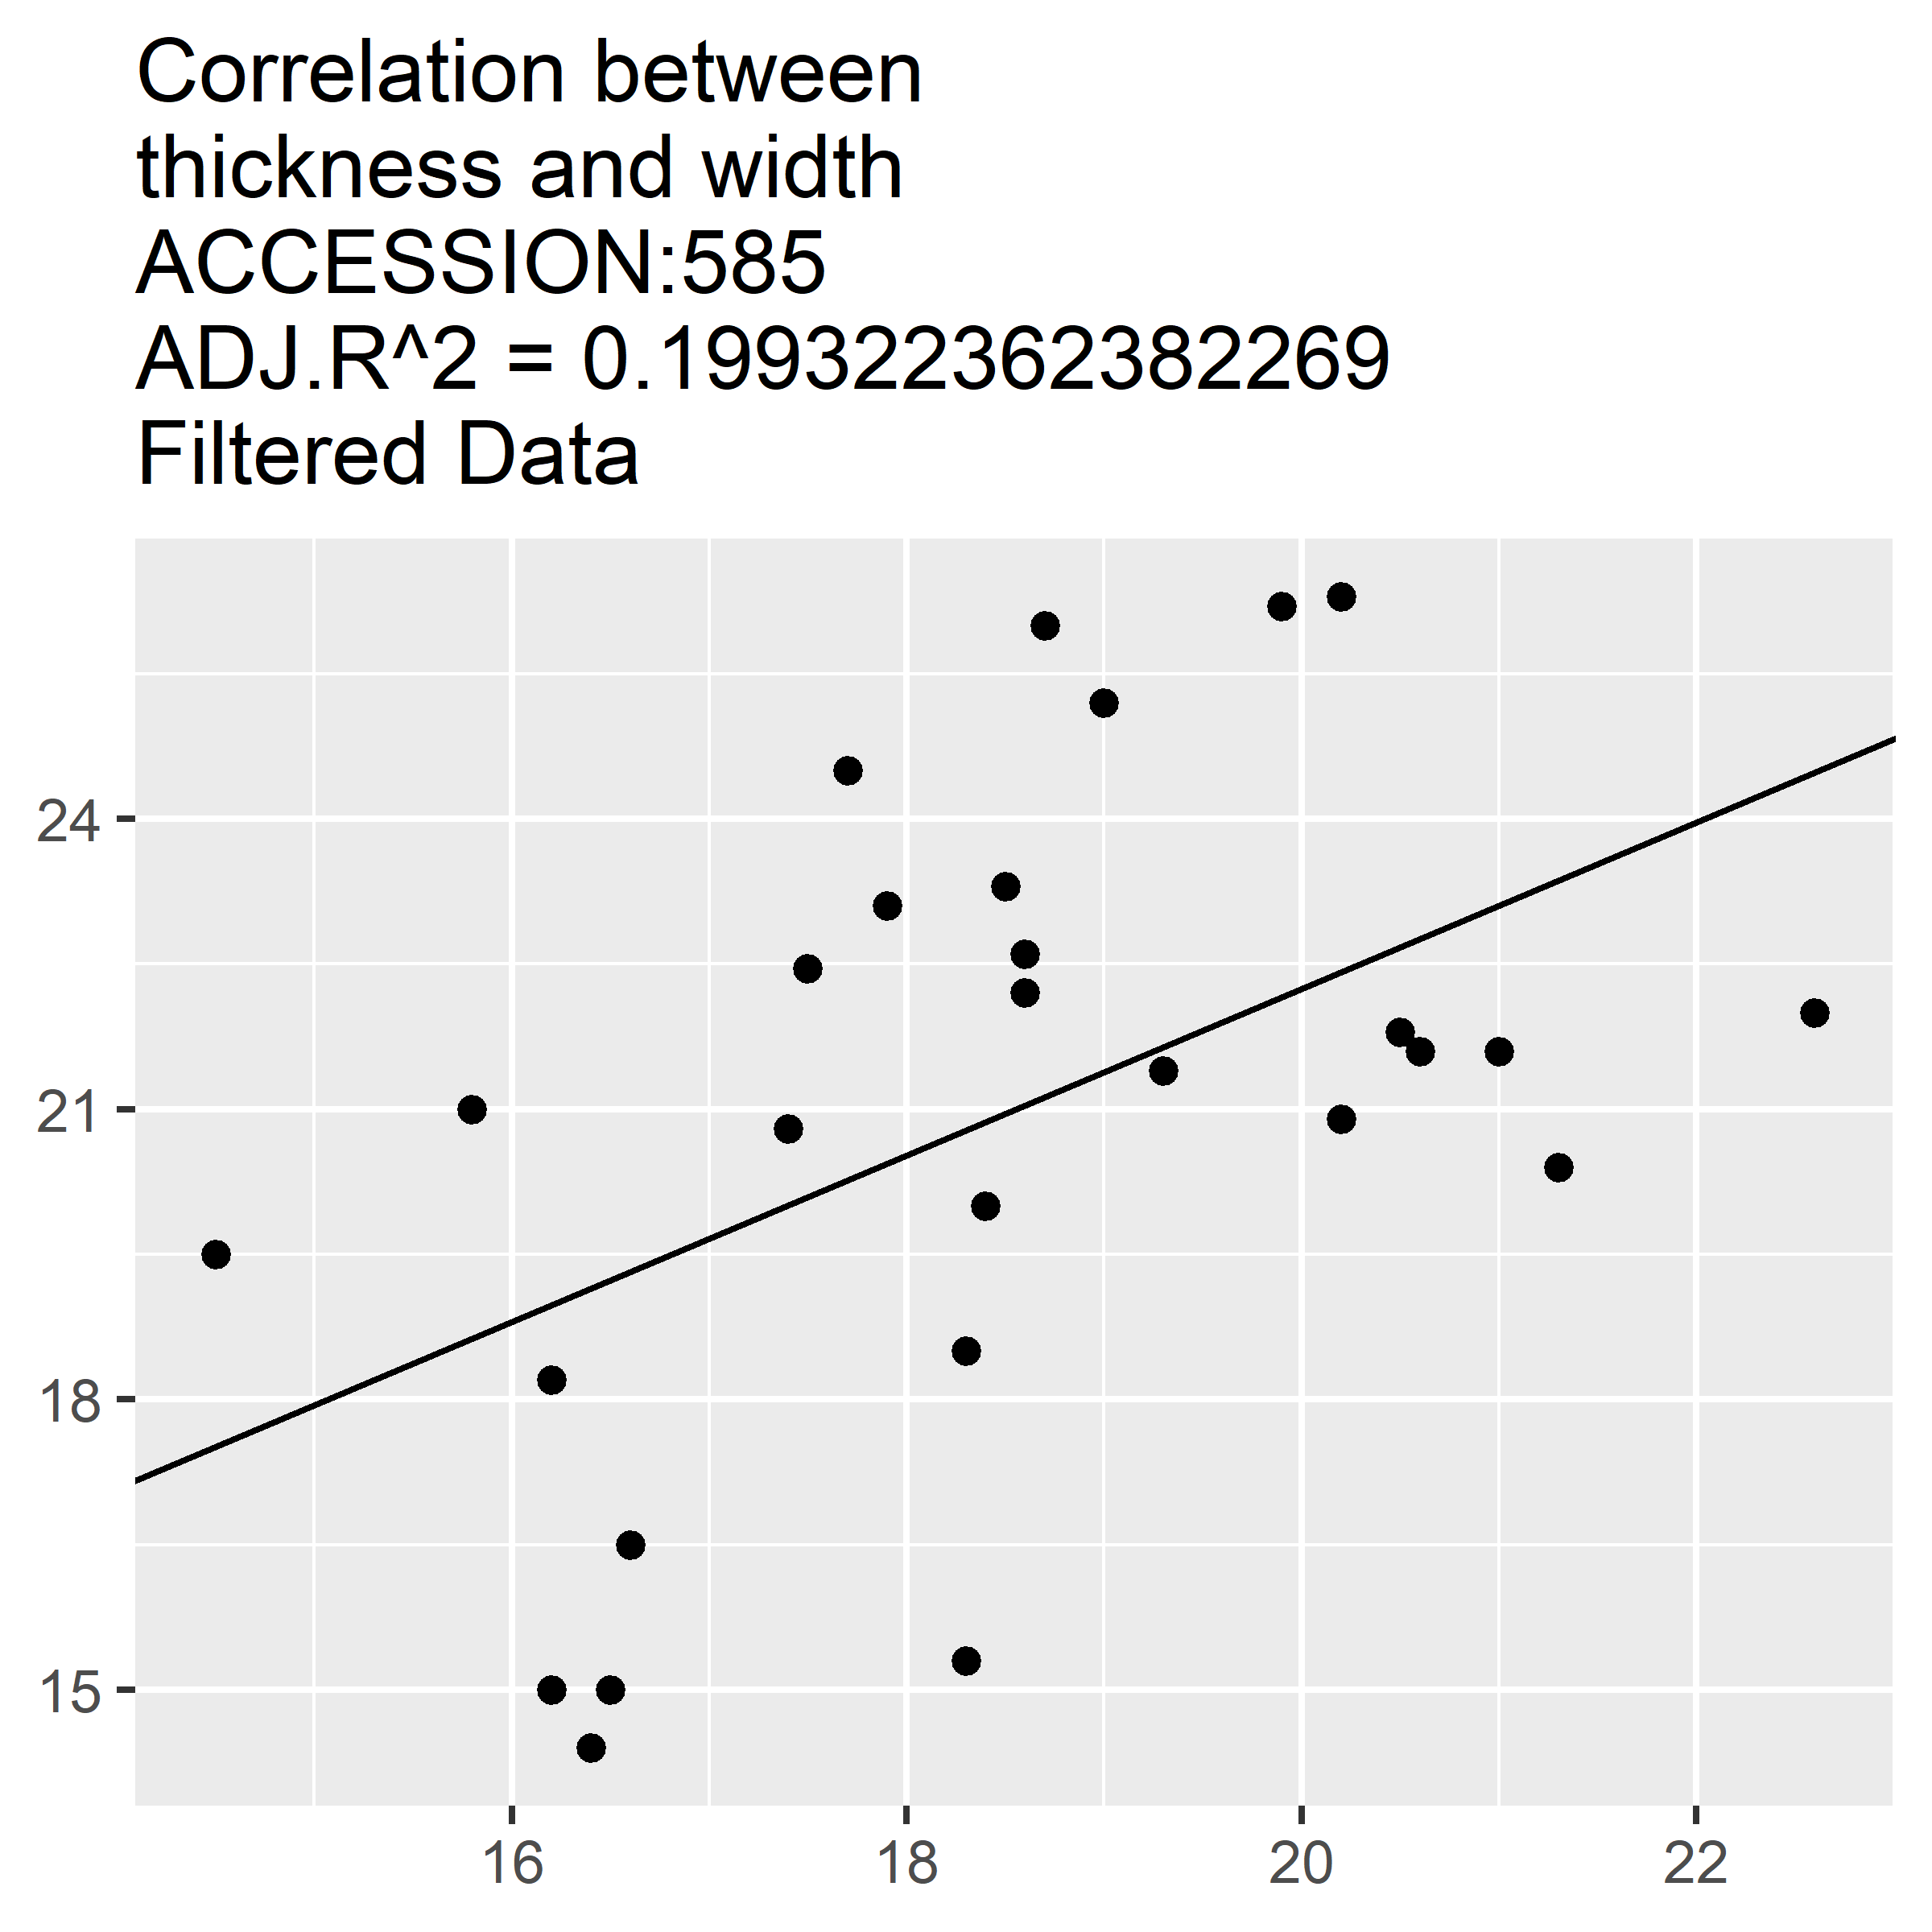 Correlation between
thickness and width
ACCESSION:585
ADJ.R^2 = 0.199322362382269
Filtered Data
24
21
18
15
16 18 20 22